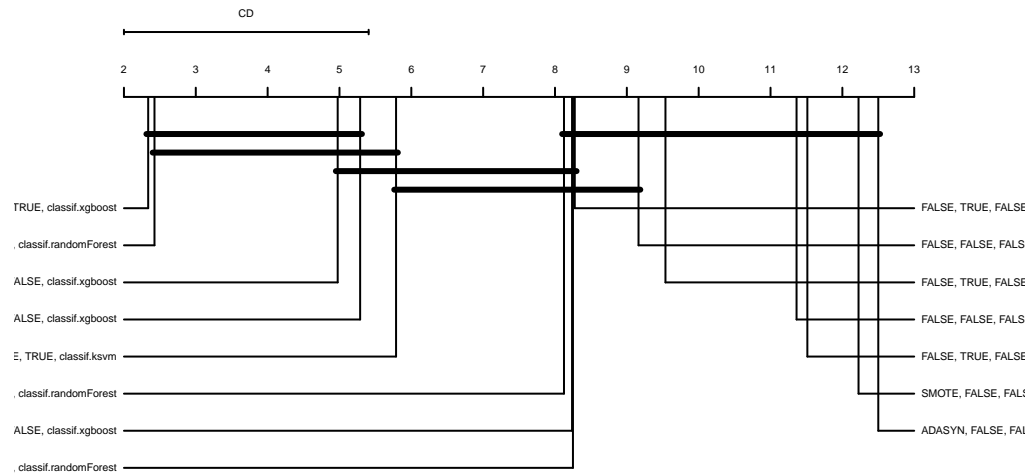 CD
2 3 4 5 6 7 8 9 10 11 12 13
TRUE, classif.xgboost
, classif.randomForest
ALSE, classif.xgboost
ALSE, classif.xgboost
E, TRUE, classif.ksvm
, classif.randomForest
ALSE, classif.xgboost
, classif.randomForest
FALSE, TRUE, FALSE
FALSE, FALSE, FALS
FALSE, TRUE, FALSE
FALSE, FALSE, FALS
FALSE, TRUE, FALSE
SMOTE, FALSE, FALS
ADASYN, FALSE, FAL